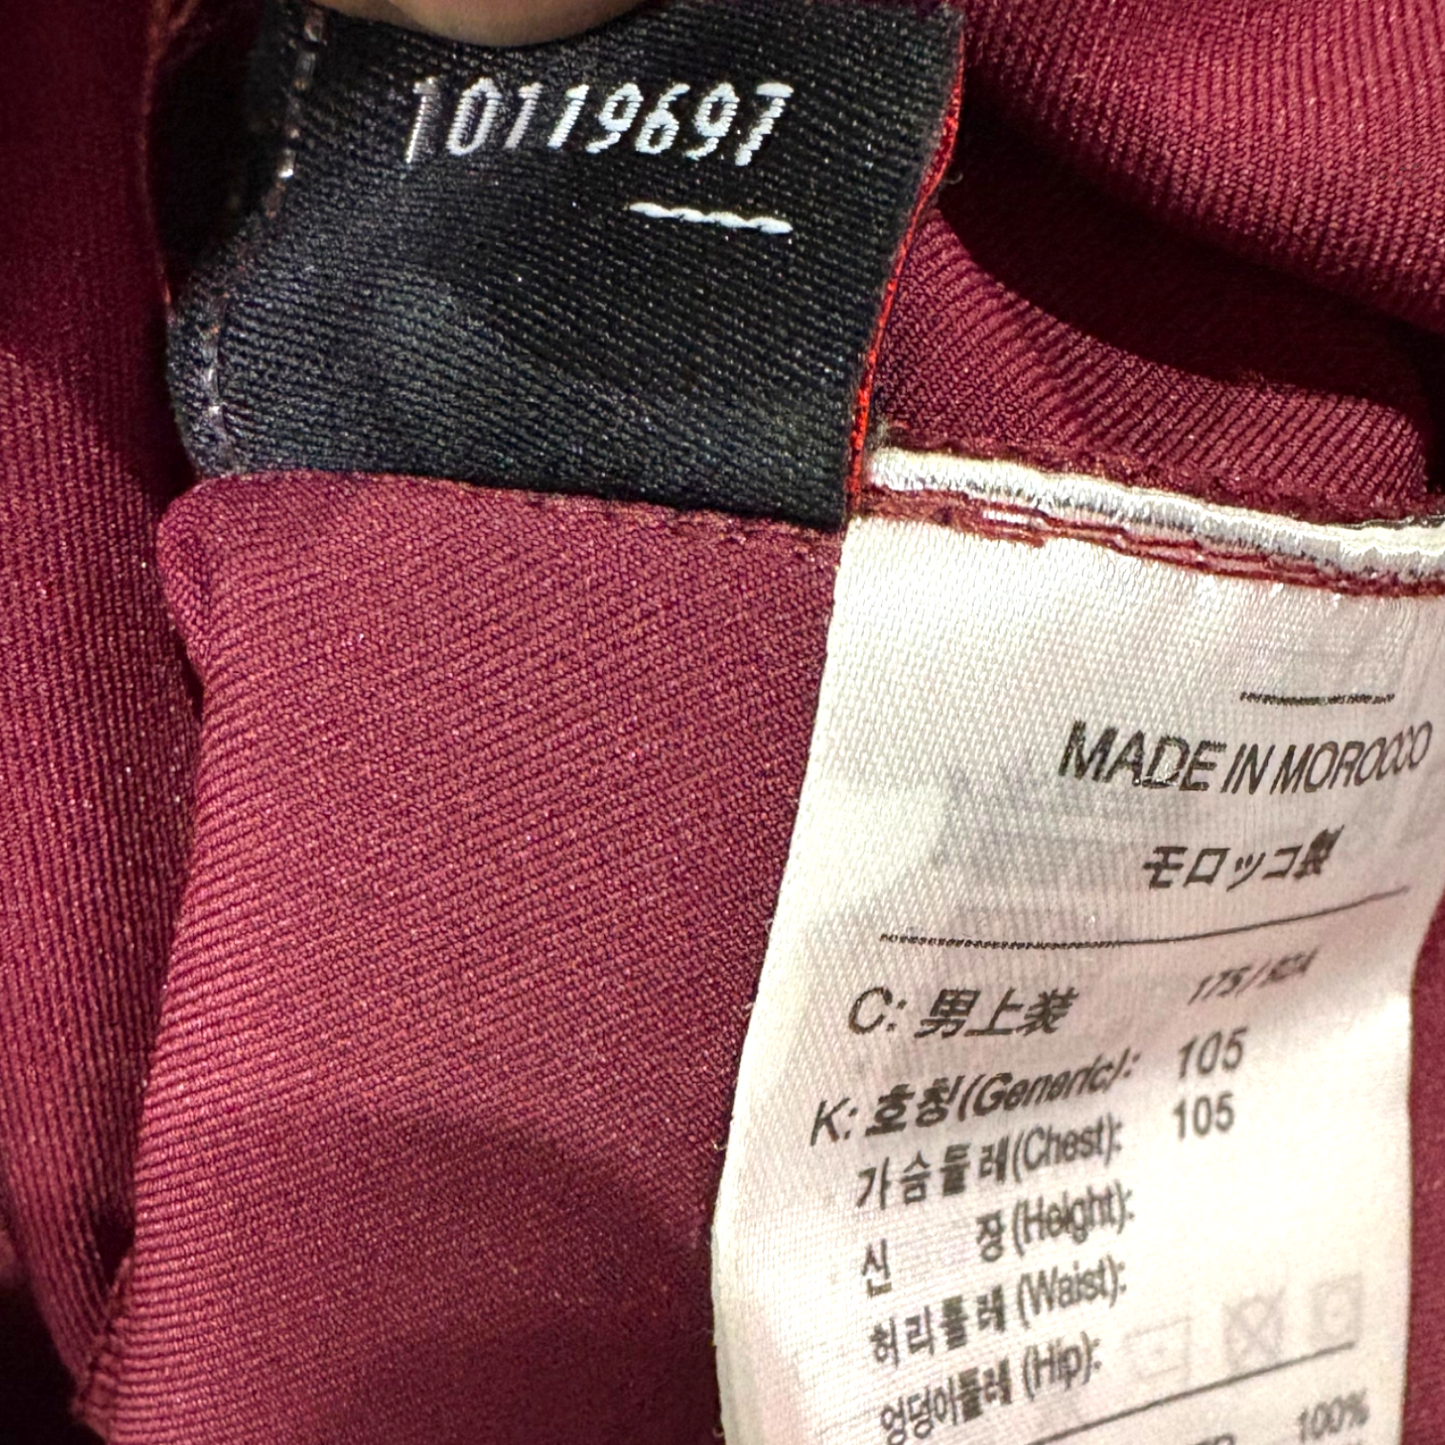 10119697
MADE IN MOROCCO
モロッコ製
C: 男上装
K: 호칭(Generic): 105
가슴둘레(Chest): 105
신 장(Height):
허리둘레(Waist):
엉덩이둘레(Hip):
100%